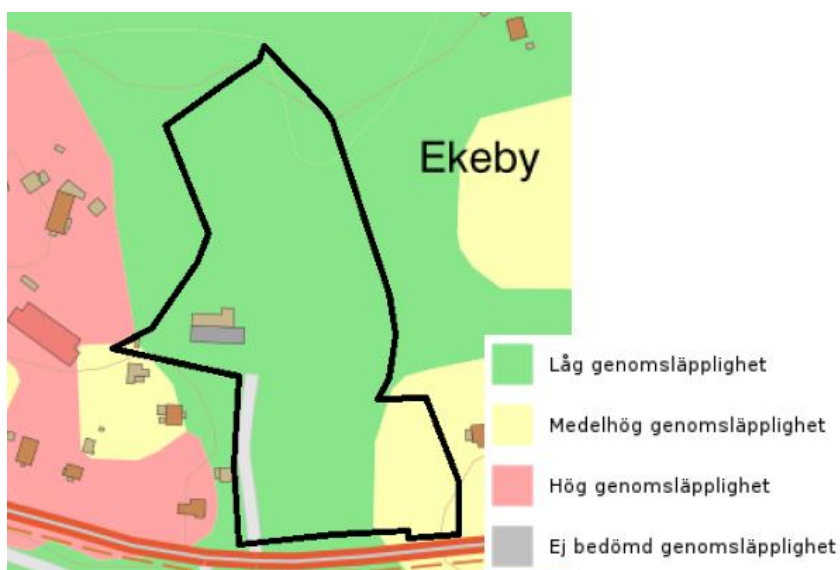 Ekeby
Låg genomsläpplighet
Medelhög genomsläpplighet
Hög genomsläpplighet
Ej bedömd genomsläpplighet